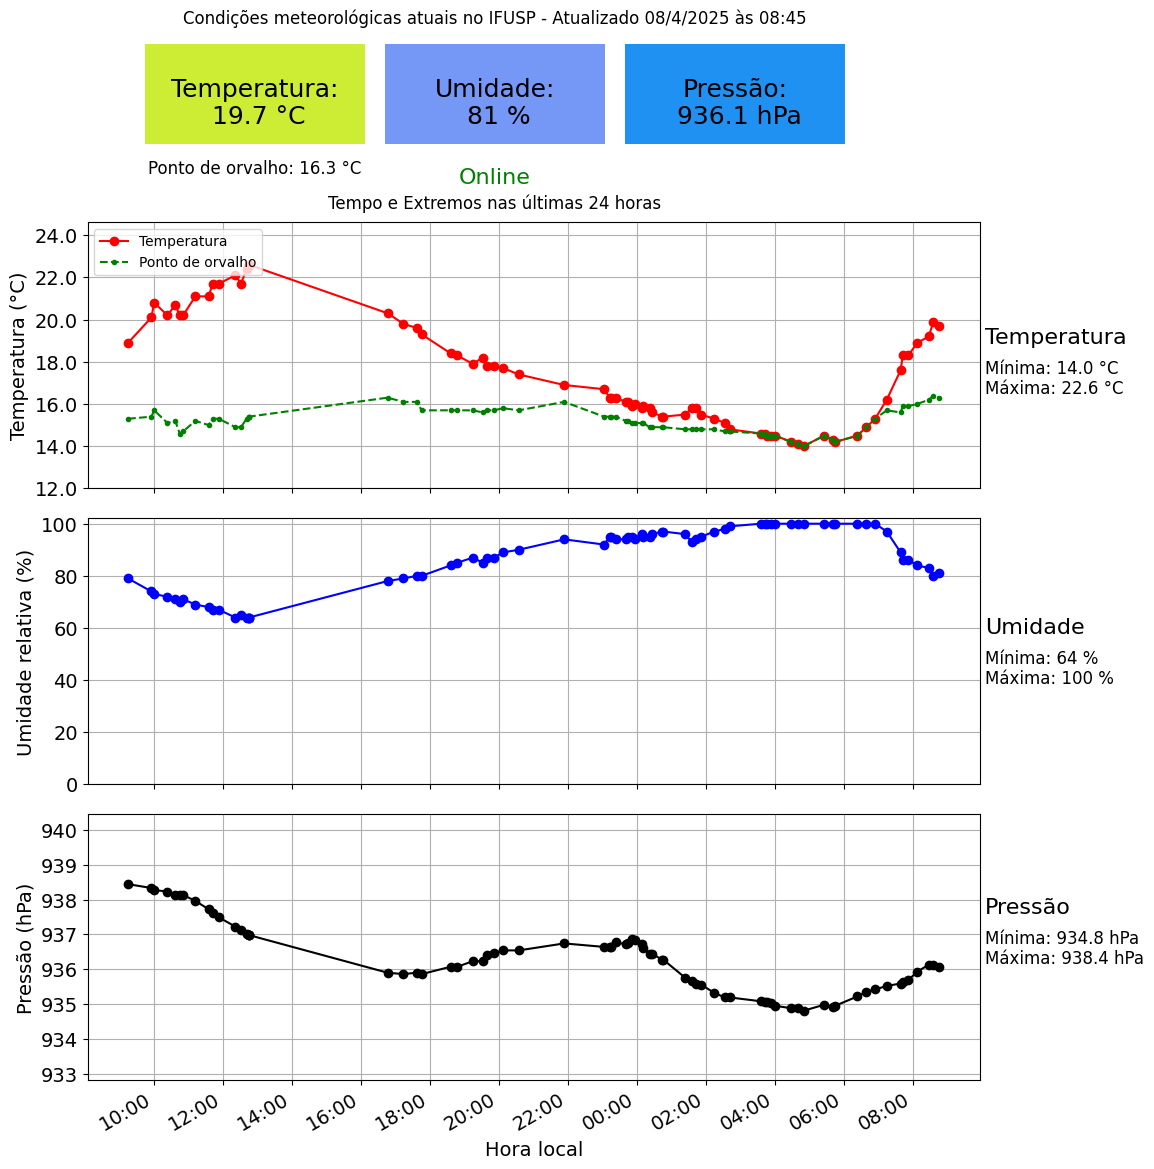 Condições meteorológicas atuais no IFUSP - Atualizado 08/4/2025 às 08:45
Temperatura:
19.7 °C
Umidade:
81 %
Pressão:
936.1 hPa
Ponto de orvalho: 16.3 °C
Online
Tempo e Extremos nas últimas 24 horas
Temperatura
Ponto de orvalho
Temperatura (°C)
24.0
22.0
20.0
18.0
16.0
14.0
12.0
Temperatura
Mínima: 14.0 °C
Máxima: 22.6 °C
Umidade relativa (%)
100
80
60
40
20
0
Umidade
Mínima: 64 %
Máxima: 100 %
Pressão (hPa)
940
939
938
937
936
935
934
933
Pressão
Mínima: 934.8 hPa
Máxima: 938.4 hPa
10:00 12:00 14:00 16:00 18:00 20:00 22:00 00:00 02:00 04:00 06:00 08:00
Hora local